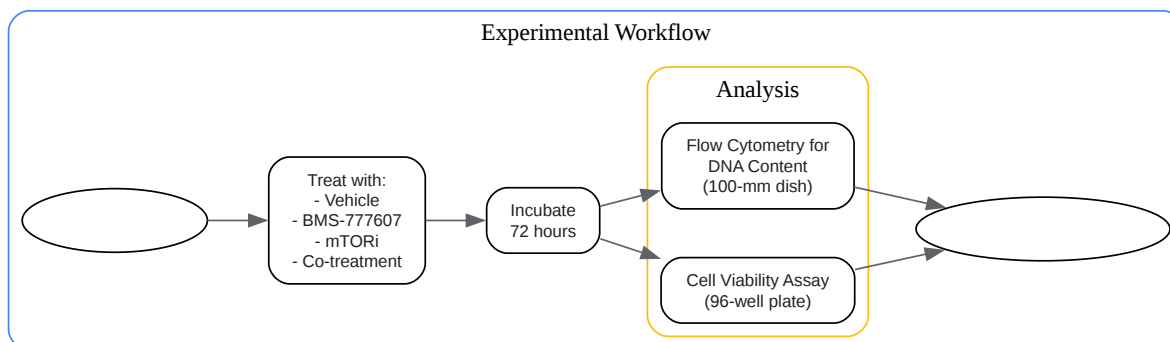 Experimental Workflow
Analysis
Treat with:
- Vehicle
- BMS-777607
- mTORi
- Co-treatment
Incubate
72 hours
Flow Cytometry for
DNA Content
(100-mm dish)
Cell Viability Assay
(96-well plate)